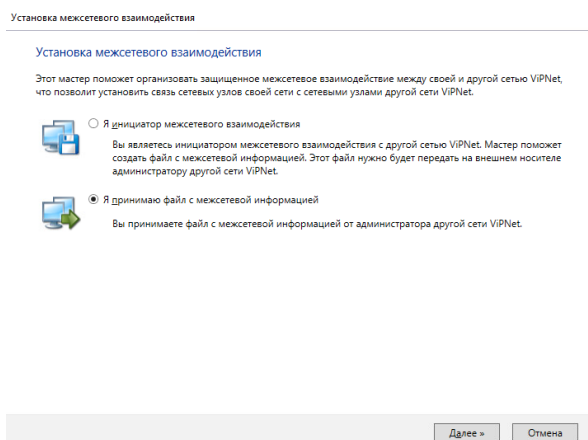 Установка межсетевого взаимодействия
Установка межсетевого взаимодействия
Этот мастер поможет организовать защищенное межсетевое взаимодействие между своей и другой сетью ViPNet,
что позволит установить связь сетевых узлов своей сети с сетевыми узлами другой сети ViPNet.
Я инициатор межсетевого взаимодействия
Вы являетесь инициатором межсетевого взаимодействия с другой сетью ViPNet. Мастер поможет
создать файл с межсетевой информацией. Этот файл нужно будет передать на внешнем носителе
администратору другой сети ViPNet.
Я принимаю файл с межсетевой информацией
Вы принимаете файл с межсетевой информацией от администратора другой сети ViPNet.
Далее »
Отмена